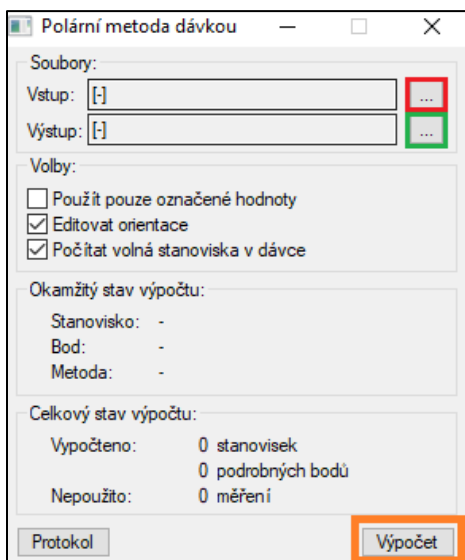 Polární metoda dávkou
Soubory:
Vstup: [-] ...
Výstup: [-] ...
Volby:
Použít pouze označené hodnoty
Editovat orientace
Počítat volná stanoviska v dávce
Okamžitý stav výpočtu:
Stanovisko: -
Bod: -
Metoda: -
Celkový stav výpočtu:
Vypočteno: 0 stanovisek
0 podrobných bodů
Nepoužito: 0 měření
Protokol Výpočet